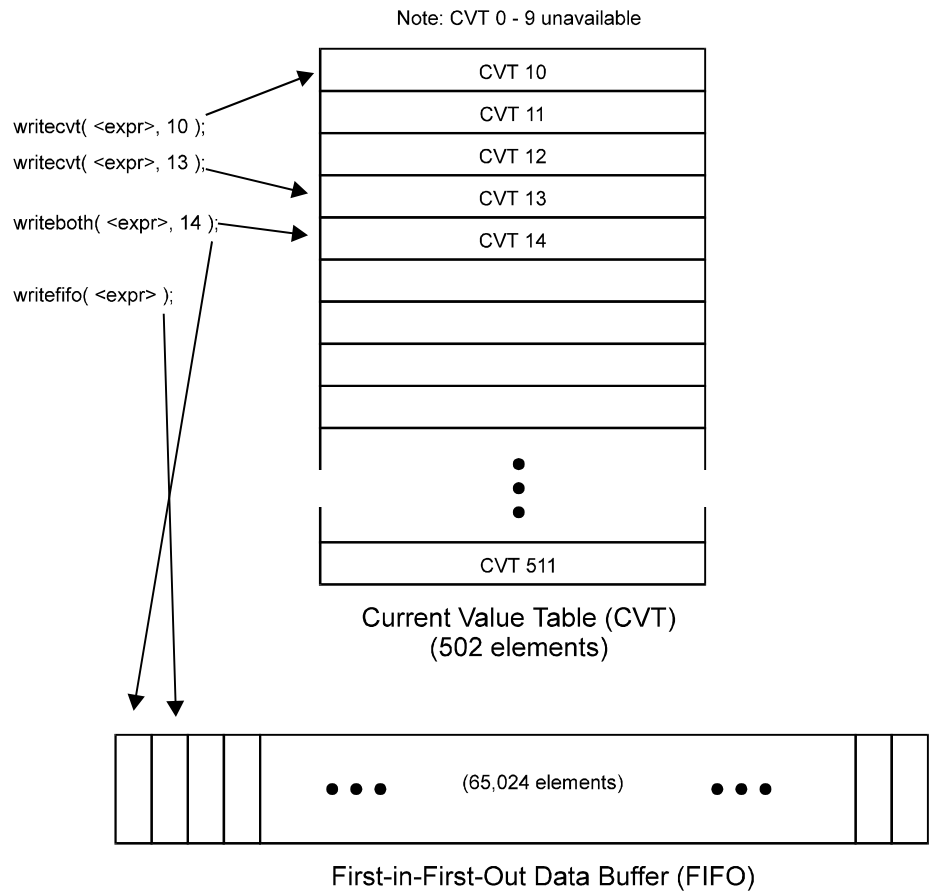 Note: CVT 0 - 9 unavailable
CVT 10
CVT 11
writecvt( <expr>, 10 );
writecvt( <expr>, 13 );
CVT 12
CVT 13
writeboth( <expr>, 14 );
CVT 14
writefifo( <expr> );
CVT 511
Current Value Table (CVT)
(502 elements)
(65,024 elements)
First-in-First-Out Data Buffer (FIFO)